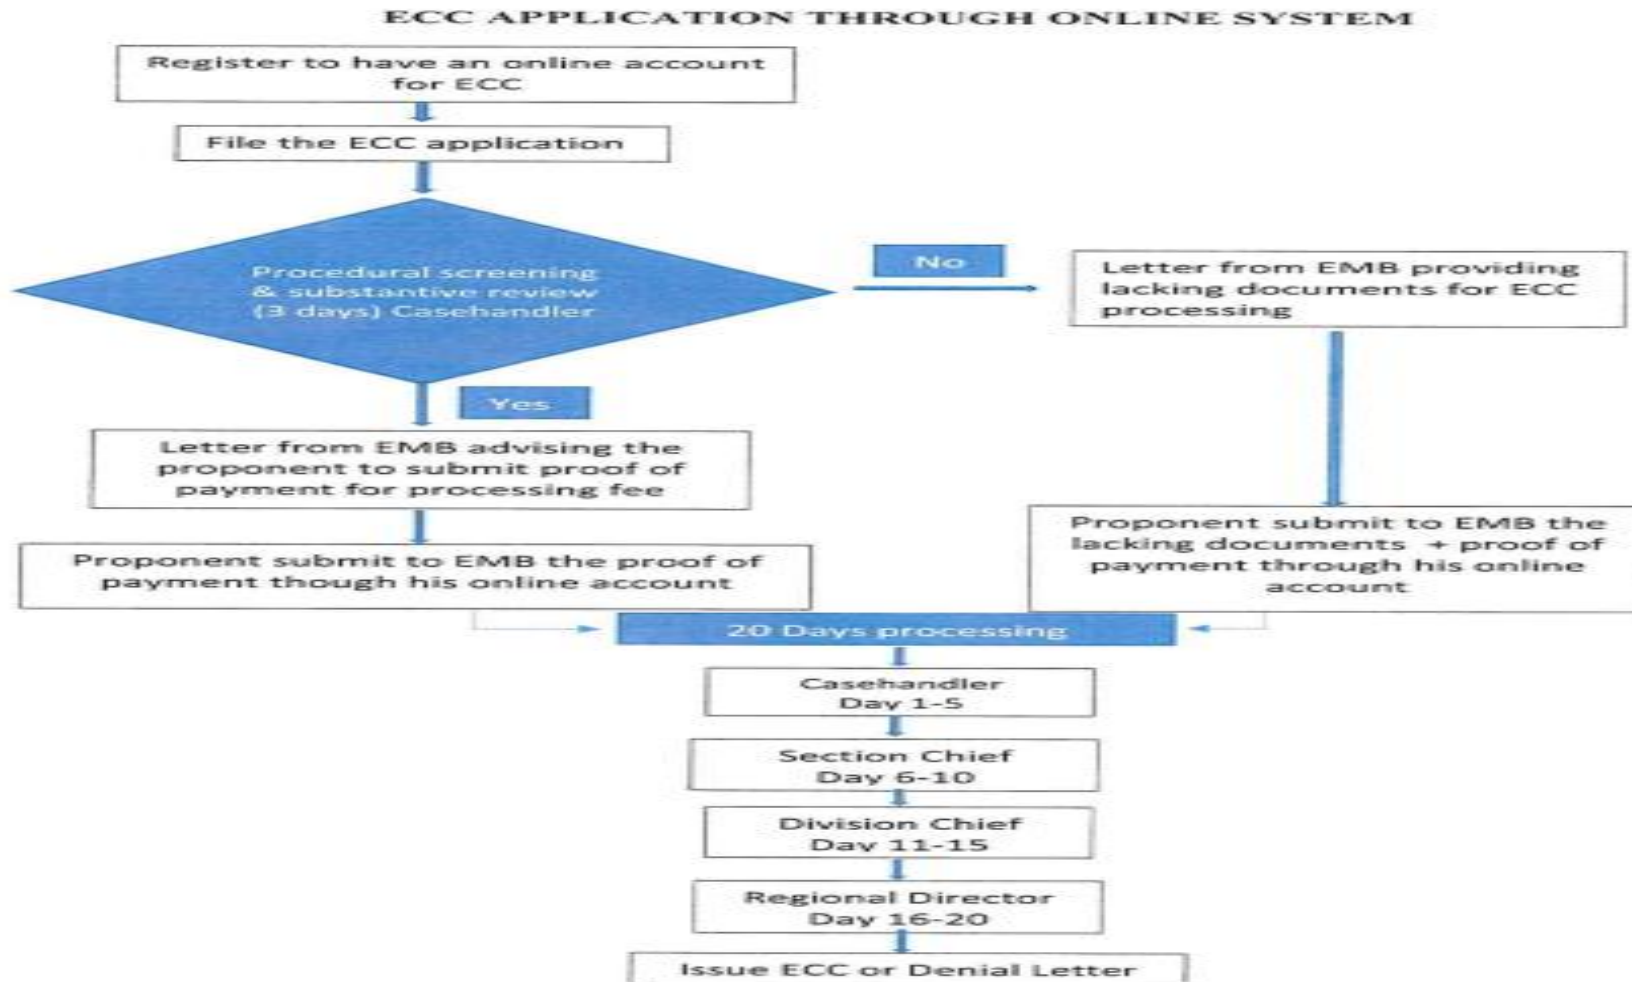 ECC APPLICATION THROUGH ONLINE SYSTEM
Register to have an online account
for ECC
File the ECC application
Procedural screening
& substantive review
(3 days) Casehandler
No
Letter from EMB providing
lacking documents for ECC
processing
Yes
Letter from EMB advising the
proponent to submit proof of
payment for processing fee
Proponent submit to EMB the proof of
payment though his online account
Proponent submit to EMB the
lacking documents + proof of
payment through his online
account
20 Days processing
Casehandler
Day 1-5
Section Chief
Day 6-10
Division Chief
Day 11-15
Regional Director
Day 16-20
Issue ECC or Denial Letter